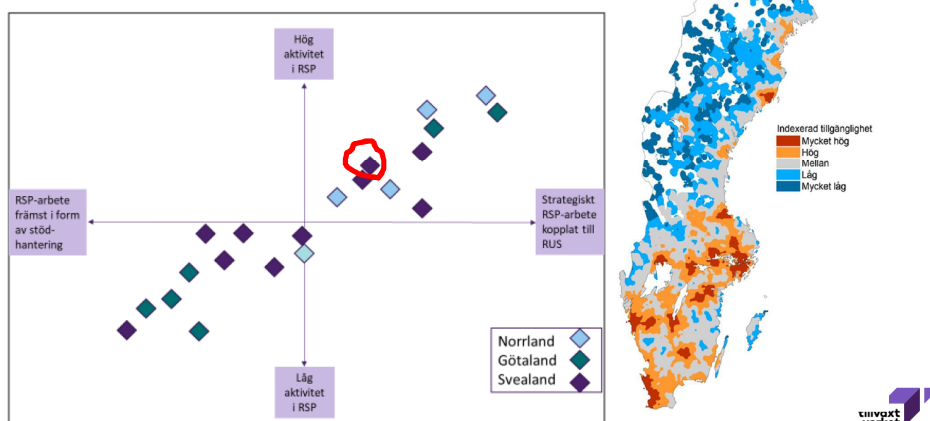 Hög
aktivitet
i RSP
RSP-arbete
främst i form
av stöd-
hantering
Strategiskt
RSP-arbete
kopplat till
RUS
Låg
aktivitet
i RSP
Norrland
Götaland
Svealand
Indexerad tillgänglighet
Mycket hög
Hög
Mellan
Låg
Mycket låg
tillväxt